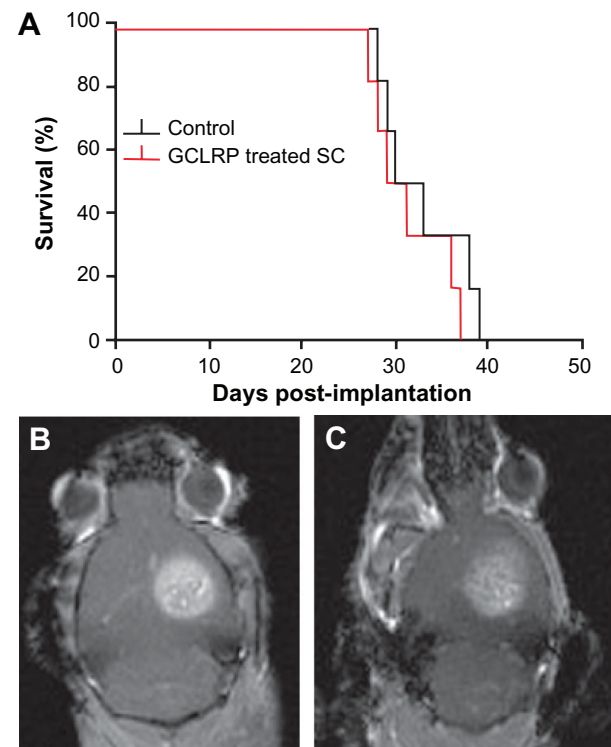 A
100
80
60
40
20
0
Survival (%)
Control
GCLRP treated SC
0 10 20 30 40 50
Days post-implantation
B
C